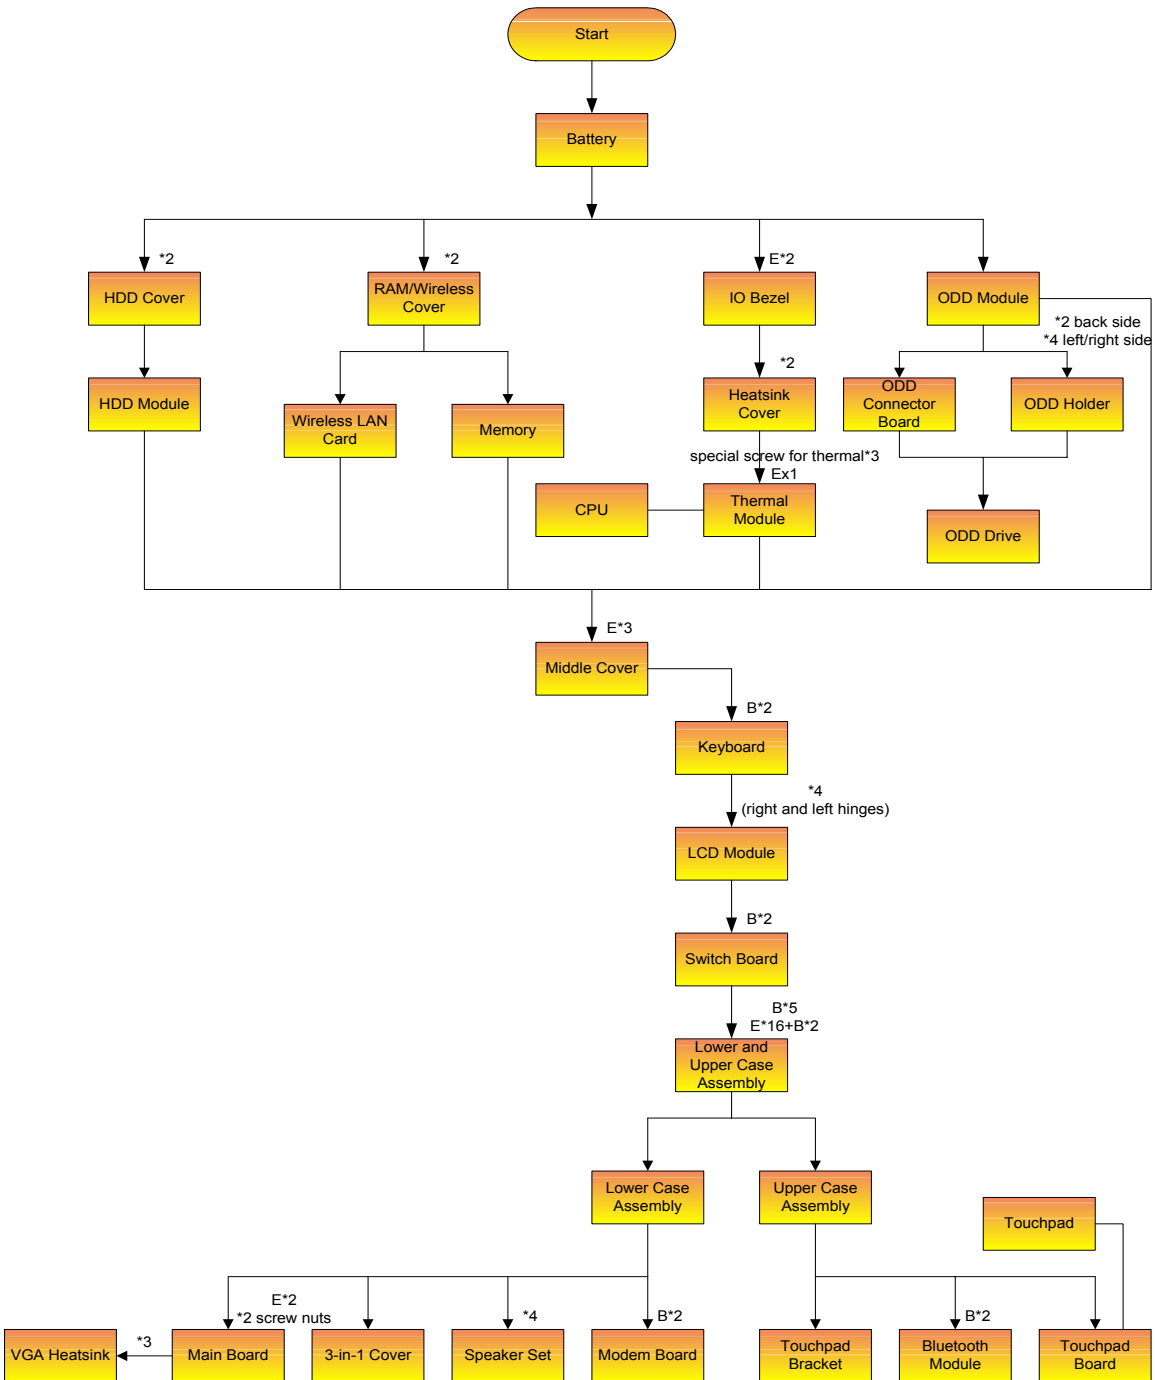 Start
Battery
*2
*2
E*2
HDD Cover
RAM/Wireless
Cover
IO Bezel
ODD Module
*2 back side
*4 left/right side
*2
HDD Module
Wireless LAN
Card
Memory
Heatsink
Cover
ODD
Connector
Board
ODD Holder
special screw for thermal*3
Ex1
CPU
Thermal
Module
ODD Drive
E*3
Middle Cover
B*2
Keyboard
*4
(right and left hinges)
LCD Module
B*2
Switch Board
B*5
E*16+B*2
Lower and
Upper Case
Assembly
Lower Case
Assembly
Upper Case
Assembly
Touchpad
E*2
*2 screw nuts
*4
B*2
B*2
*3
VGA Heatsink
Main Board
3-in-1 Cover
Speaker Set
Modem Board
Touchpad
Bracket
Bluetooth
Module
Touchpad
Board